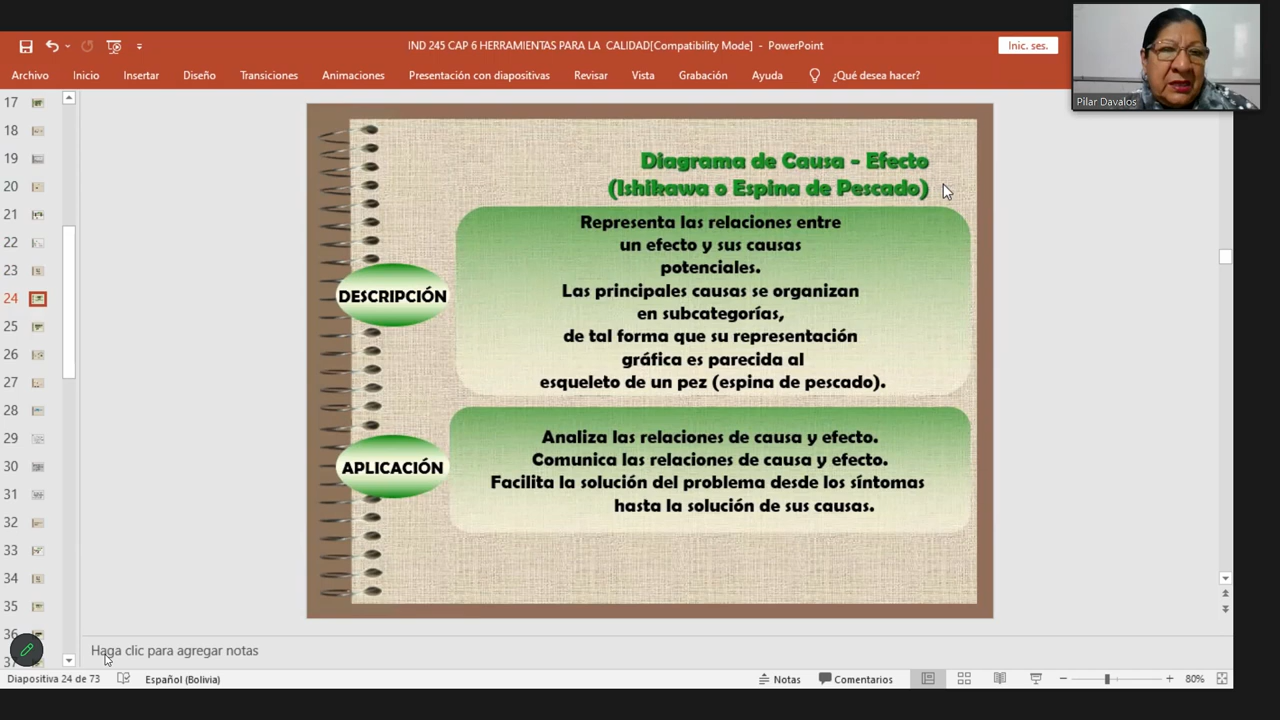 IND 245 CAP 6 HERRAMIENTAS PARA LA  CALIDAD[Compatibility Mode]  -  PowerPoint
Inic. ses.
Archivo Inicio Insertar Diseño Transiciones Animaciones Presentación con diapositivas Revisar Vista Grabación Ayuda ¿Qué desea hacer?
Pilar Davalos
17
18
19
20
21
22
23
24
25
26
27
28
29
30
31
32
33
34
35
36
37
Diagrama de Causa - Efecto
(Ishikawa o Espina de Pescado)
DESCRIPCIÓN
Representa las relaciones entre
un efecto y sus causas
potenciales.
Las principales causas se organizan
en subcategorías,
de tal forma que su representación
gráfica es parecida al
esqueleto de un pez (espina de pescado).
APLICACIÓN
Analiza las relaciones de causa y efecto.
Comunica las relaciones de causa y efecto.
Facilita la solución del problema desde los síntomas
hasta la solución de sus causas.
Haga clic para agregar notas
Diapositiva 24 de 73 Español (Bolivia) Notas Comentarios 80%